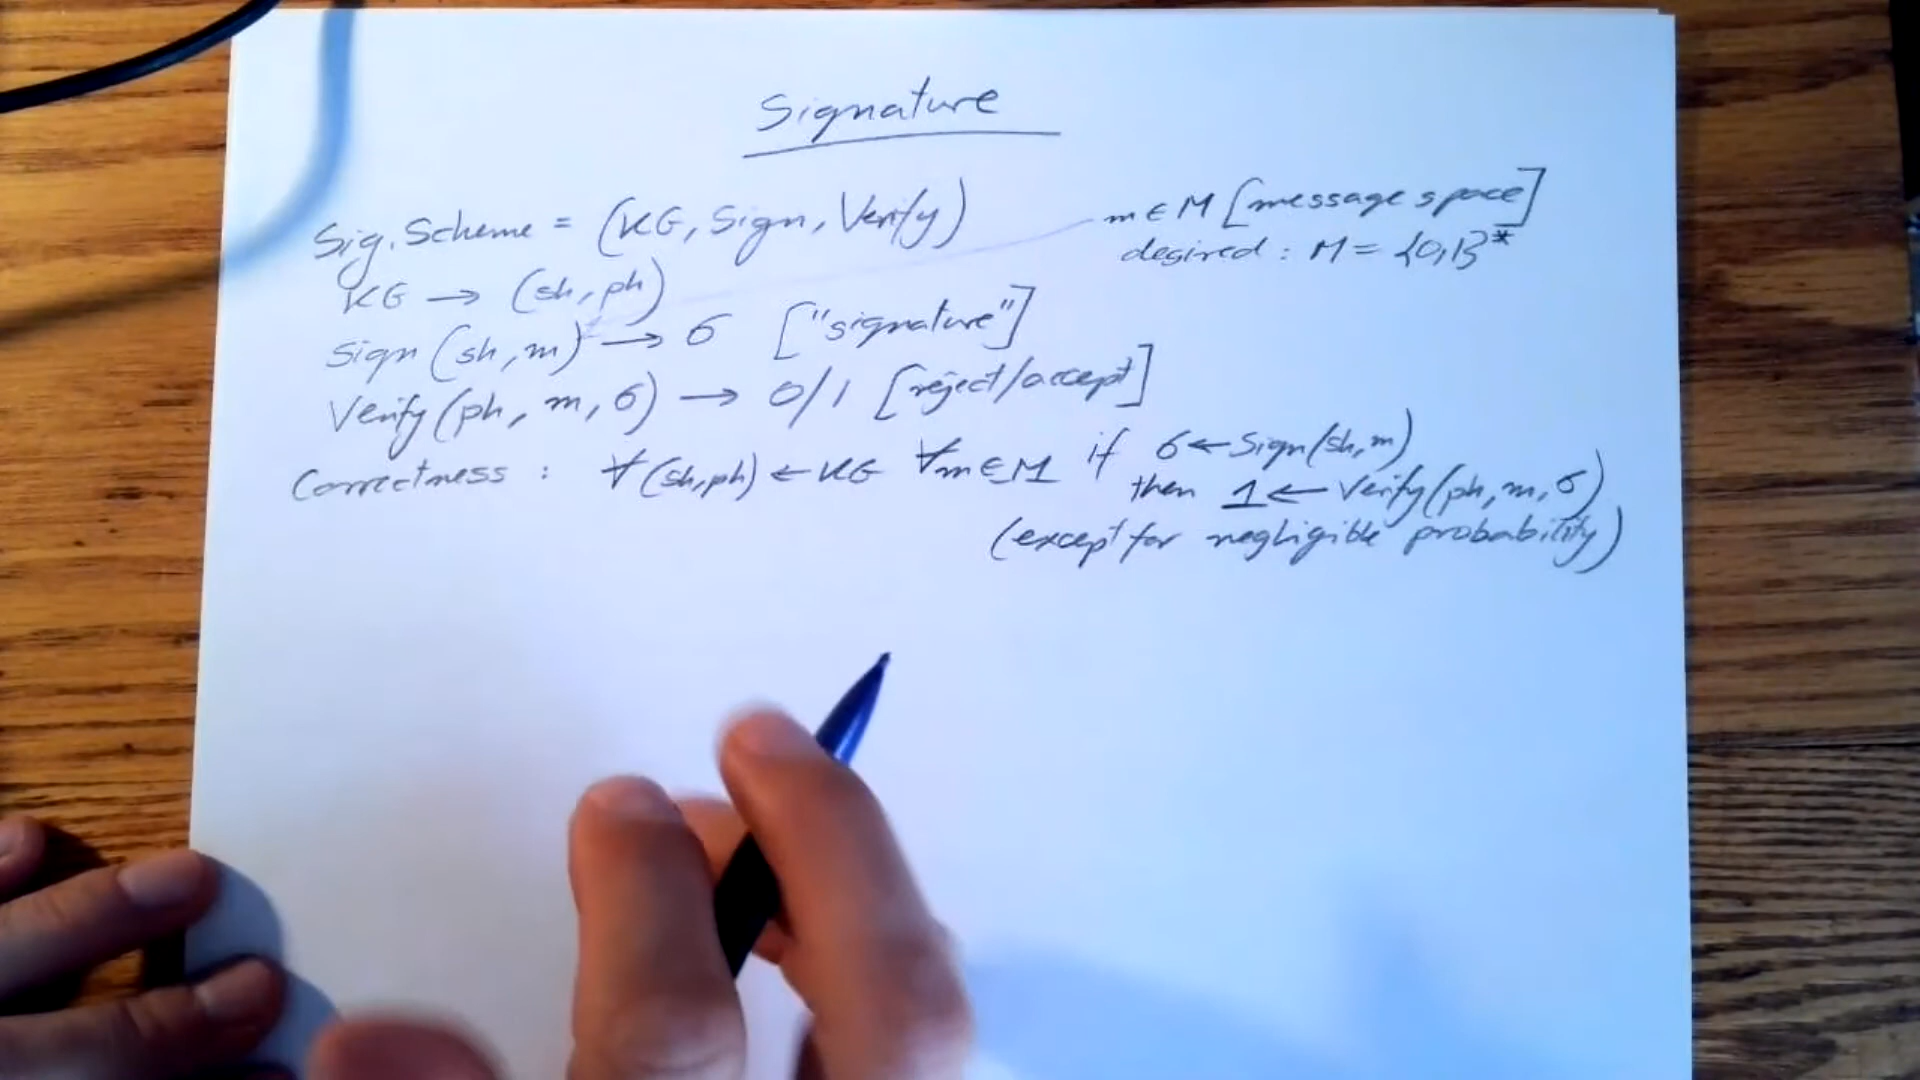 Signature
Sig. Scheme = (KG, Sign, Verify)
m ∈ M [message space]
desired : M = {0,1}*
KG → (sk, pk)
Sign (sk, m) → σ ["signature"]
Verify (pk, m, σ) → 0/1 [reject/accept]
Correctness : ∀ (sk, pk) ← KG ∀m ∈ M if σ ← Sign(sk, m)
then 1 ← Verify(pk, m, σ)
(except for negligible probability)